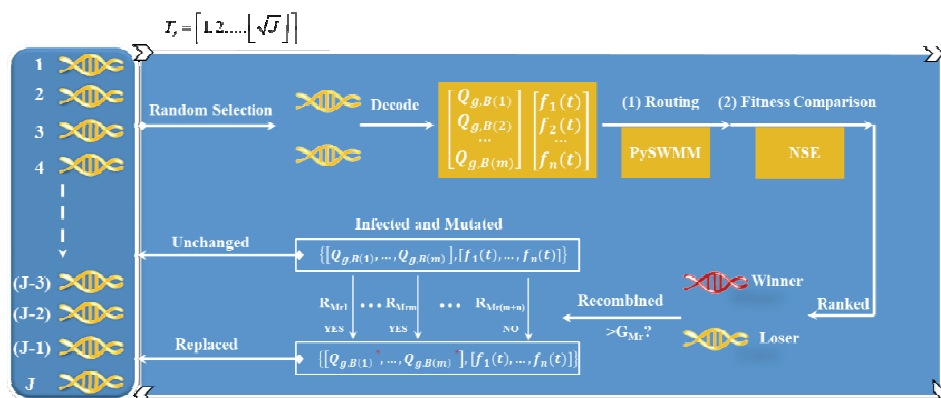 T_s = ⌈1,2.....⌊√J⌋⌉
1
2
3
4
(J-3)
(J-2)
(J-1)
J
Random Selection
Decode
Q_{g,B(1)}
Q_{g,B(2)}
...
Q_{g,B(m)}
f_1(t)
f_2(t)
...
f_n(t)
(1) Routing
PySWMM
(2) Fitness Comparison
NSE
Ranked
Winner
Loser
Recombined
>G_{Mr}?
Infected and Mutated
Unchanged
{[Q_{g,B(1)},...,Q_{g,B(m)}],[f_1(t),...,f_n(t)]}
R_{Mr1} ••• R_{Mrm} ••• R_{Mr(m+n)}
YES YES NO
Replaced
{[Q_{g,B(1)}*,...,Q_{g,B(m)}*],[f_1(t),...,f_n(t)]}